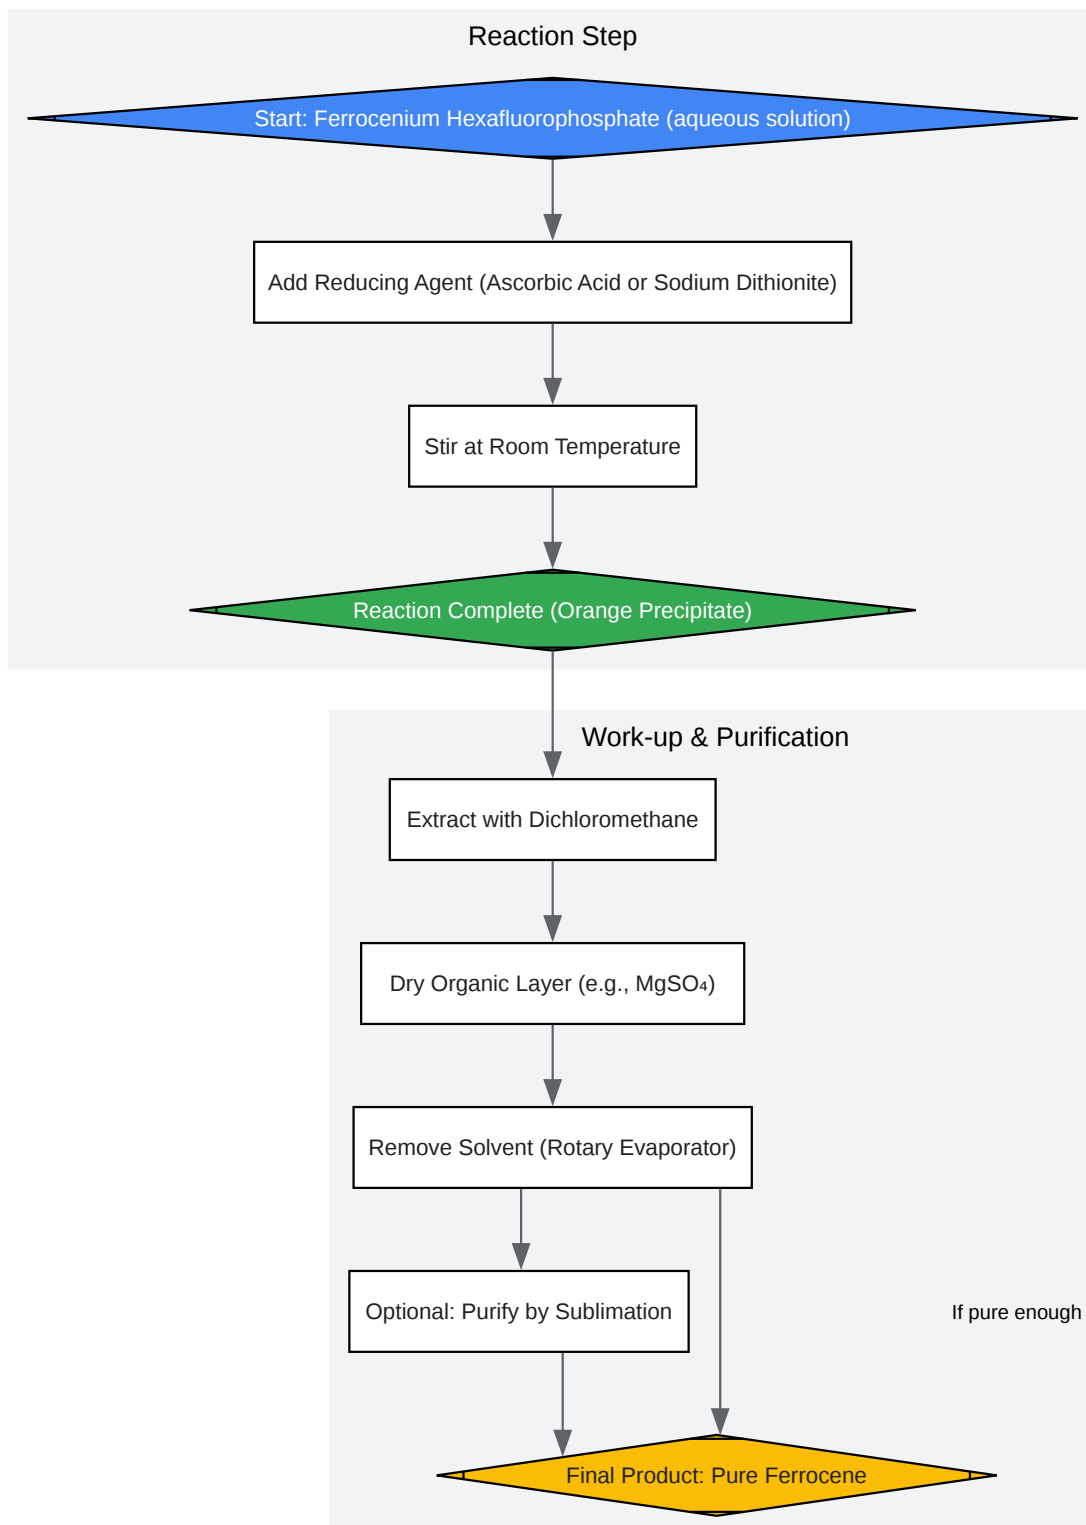 Reaction Step
Start: Ferrocenium Hexafluorophosphate (aqueous solution)
Add Reducing Agent (Ascorbic Acid or Sodium Dithionite)
Stir at Room Temperature
Reaction Complete (Orange Precipitate)
Work-up & Purification
Extract with Dichloromethane
Dry Organic Layer (e.g., MgSO₄)
Remove Solvent (Rotary Evaporator)
Optional: Purify by Sublimation
If pure enough
Final Product: Pure Ferrocene